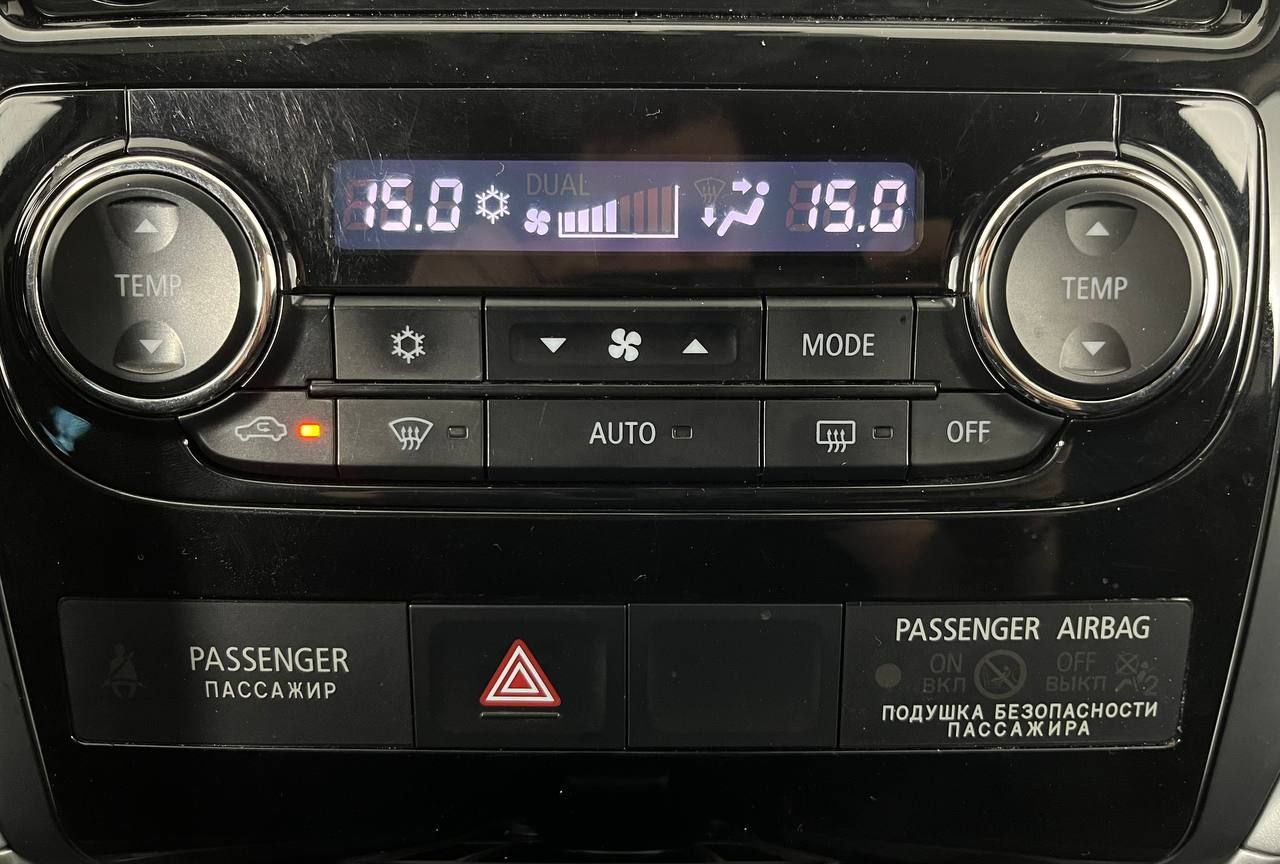 15.0 DUAL 15.0
TEMP
TEMP
MODE
AUTO
OFF
PASSENGER
ПАССАЖИР
PASSENGER AIRBAG
ON OFF
ВКЛ ВЫКЛ 2
ПОДУШКА БЕЗОПАСНОСТИ
ПАССАЖИРА